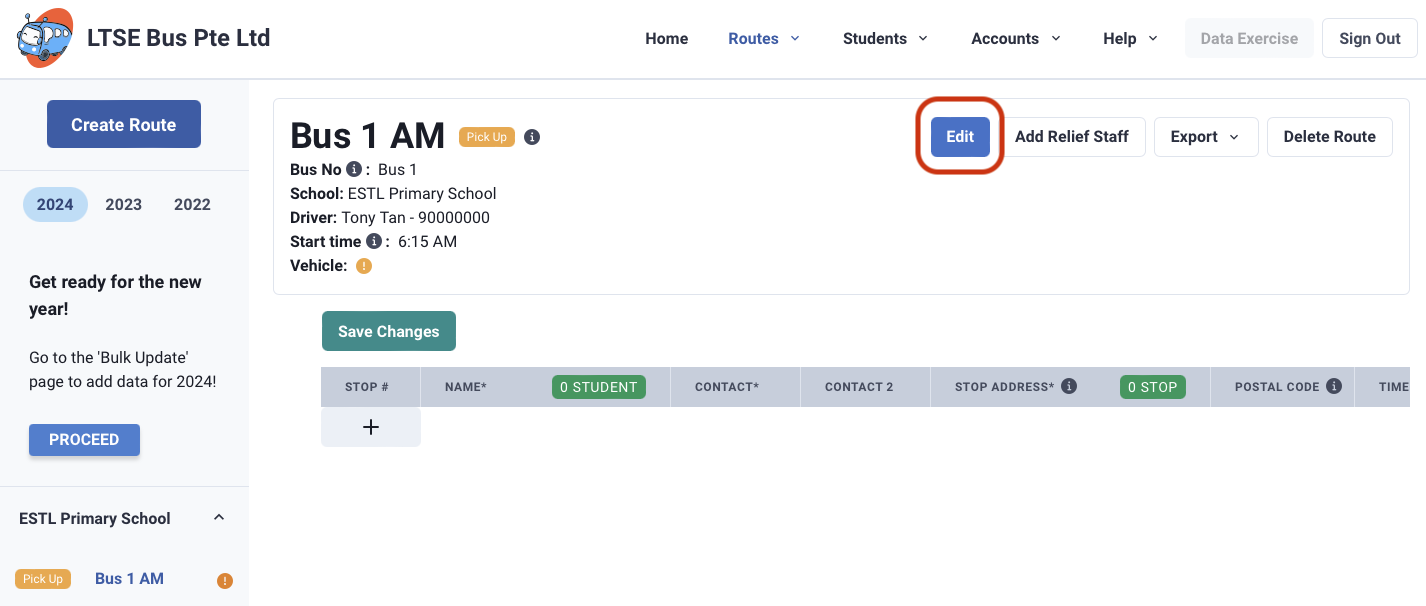 LTSE Bus Pte Ltd
Home
Routes
Students
Accounts
Help
Data Exercise
Sign Out
Create Route
2024 2023 2022
Get ready for the new
year!
Go to the 'Bulk Update'
page to add data for 2024!
PROCEED
ESTL Primary School
Pick Up Bus 1 AM !
Bus 1 AM Pick Up i
Edit
Add Relief Staff
Export
Delete Route
Bus No i : Bus 1
School: ESTL Primary School
Driver: Tony Tan - 90000000
Start time i : 6:15 AM
Vehicle: !
Save Changes
STOP # NAME* 0 STUDENT CONTACT* CONTACT 2 STOP ADDRESS* i 0 STOP POSTAL CODE i TIME
+